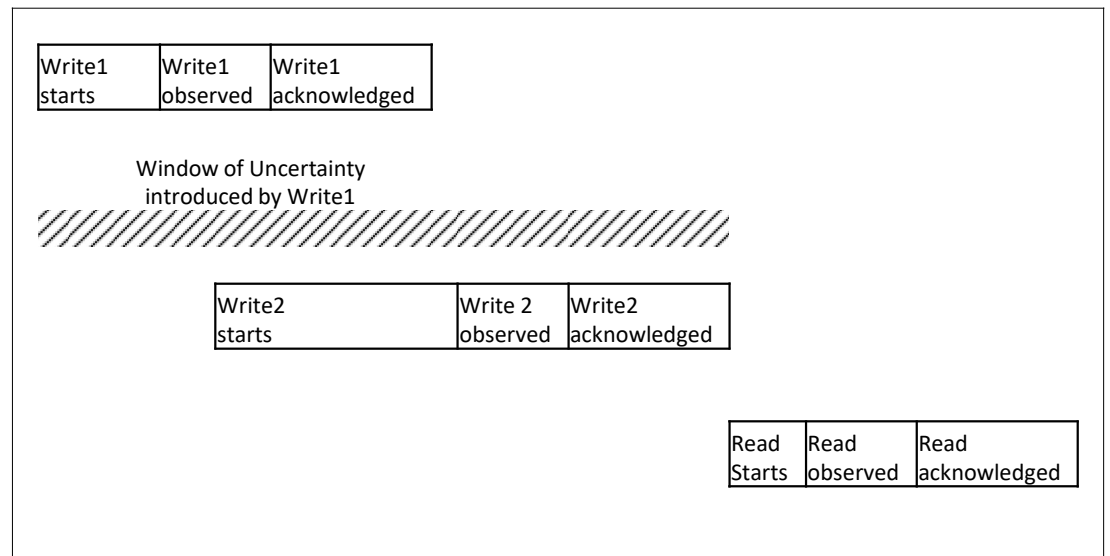 Write1 Write1 Write1
starts observed acknowledged
Window of Uncertainty
introduced by Write1
Write2 Write 2 Write2
starts observed acknowledged
Read Read Read
Starts observed acknowledged